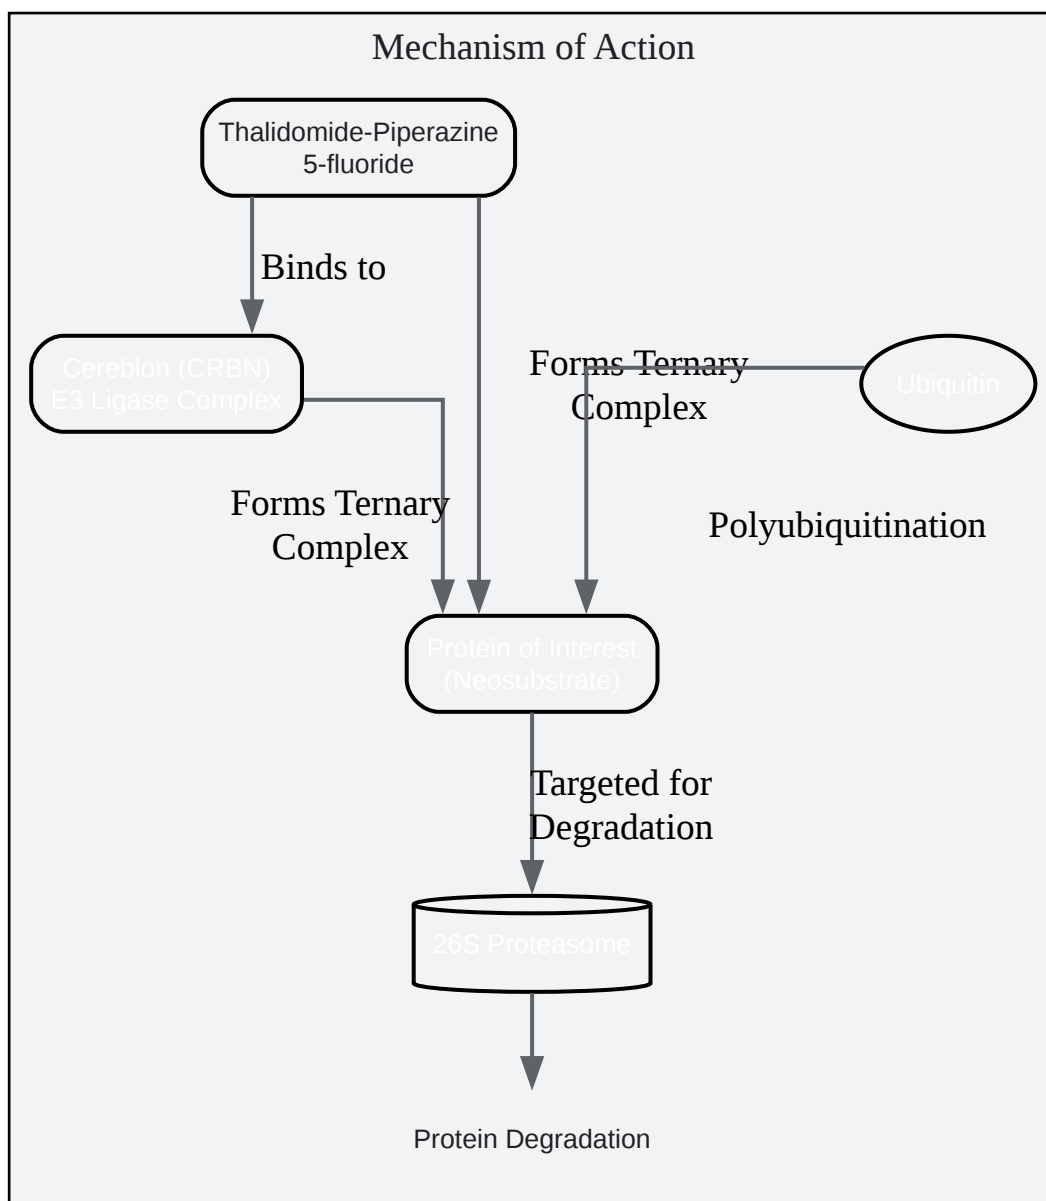 Mechanism of Action
Thalidomide-Piperazine
5-fluoride
Binds to
Cereblon (CRBN)
E3 Ligase Complex
Forms Ternary
Complex
Ubiquitin
Forms Ternary
Complex
Polyubiquitination
Protein of Interest
(Neosubstrate)
Targeted for
Degradation
26S Proteasome
Protein Degradation